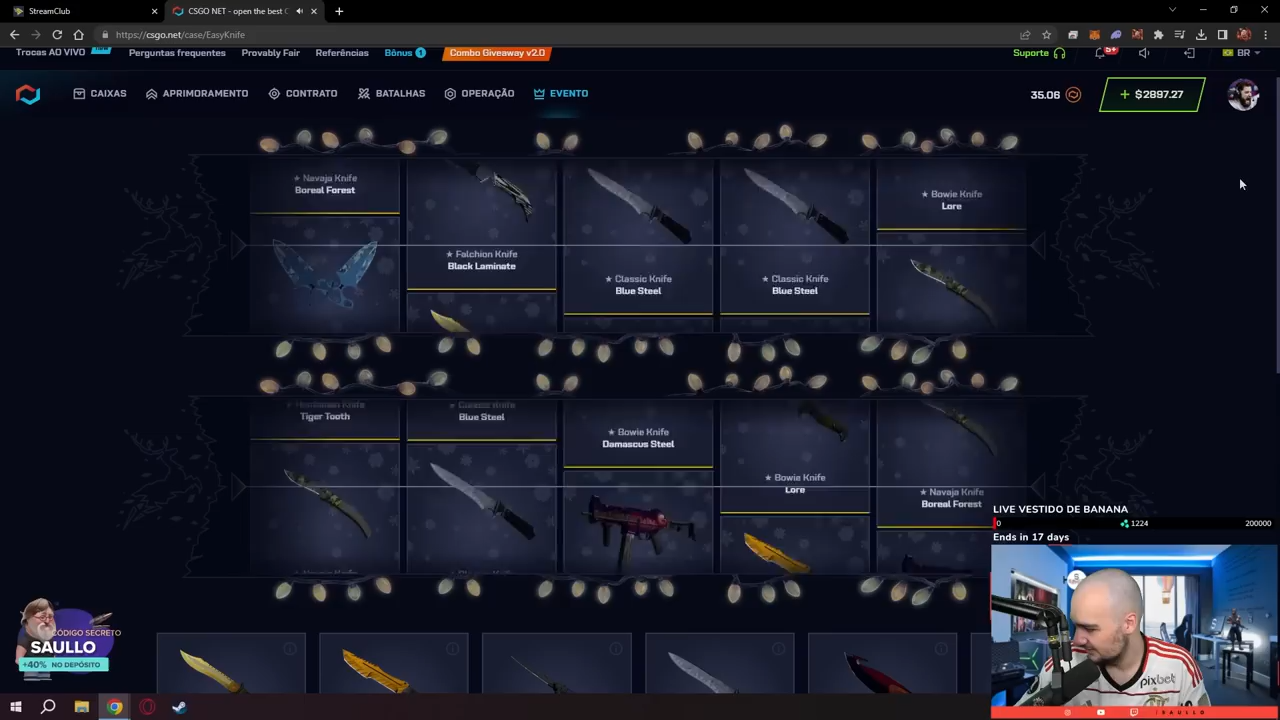 StreamClub
CSGO NET - open the best C
https://csgo.net/case/EasyKnife
Trocas AO VIVO
Perguntas frequentes
Provably Fair
Referências
Bônus 1
Combo Giveaway v2.0
Suporte
5+
BR
CAIXAS
APRIMORAMENTO
CONTRATO
BATALHAS
OPERAÇÃO
EVENTO
35.06
+ $2897.27
★ Navaja Knife
Boreal Forest
★ Falchion Knife
Black Laminate
★ Classic Knife
Blue Steel
★ Classic Knife
Blue Steel
★ Bowie Knife
Lore
Tiger Tooth
Blue Steel
★ Bowie Knife
Damascus Steel
★ Bowie Knife
Lore
★ Navaja Knife
Boreal Forest
LIVE VESTIDO DE BANANA
0
1224
200000
Ends in 17 days
CÓDIGO SECRETO
SAULLO
+40% NO DEPÓSITO
pixbet